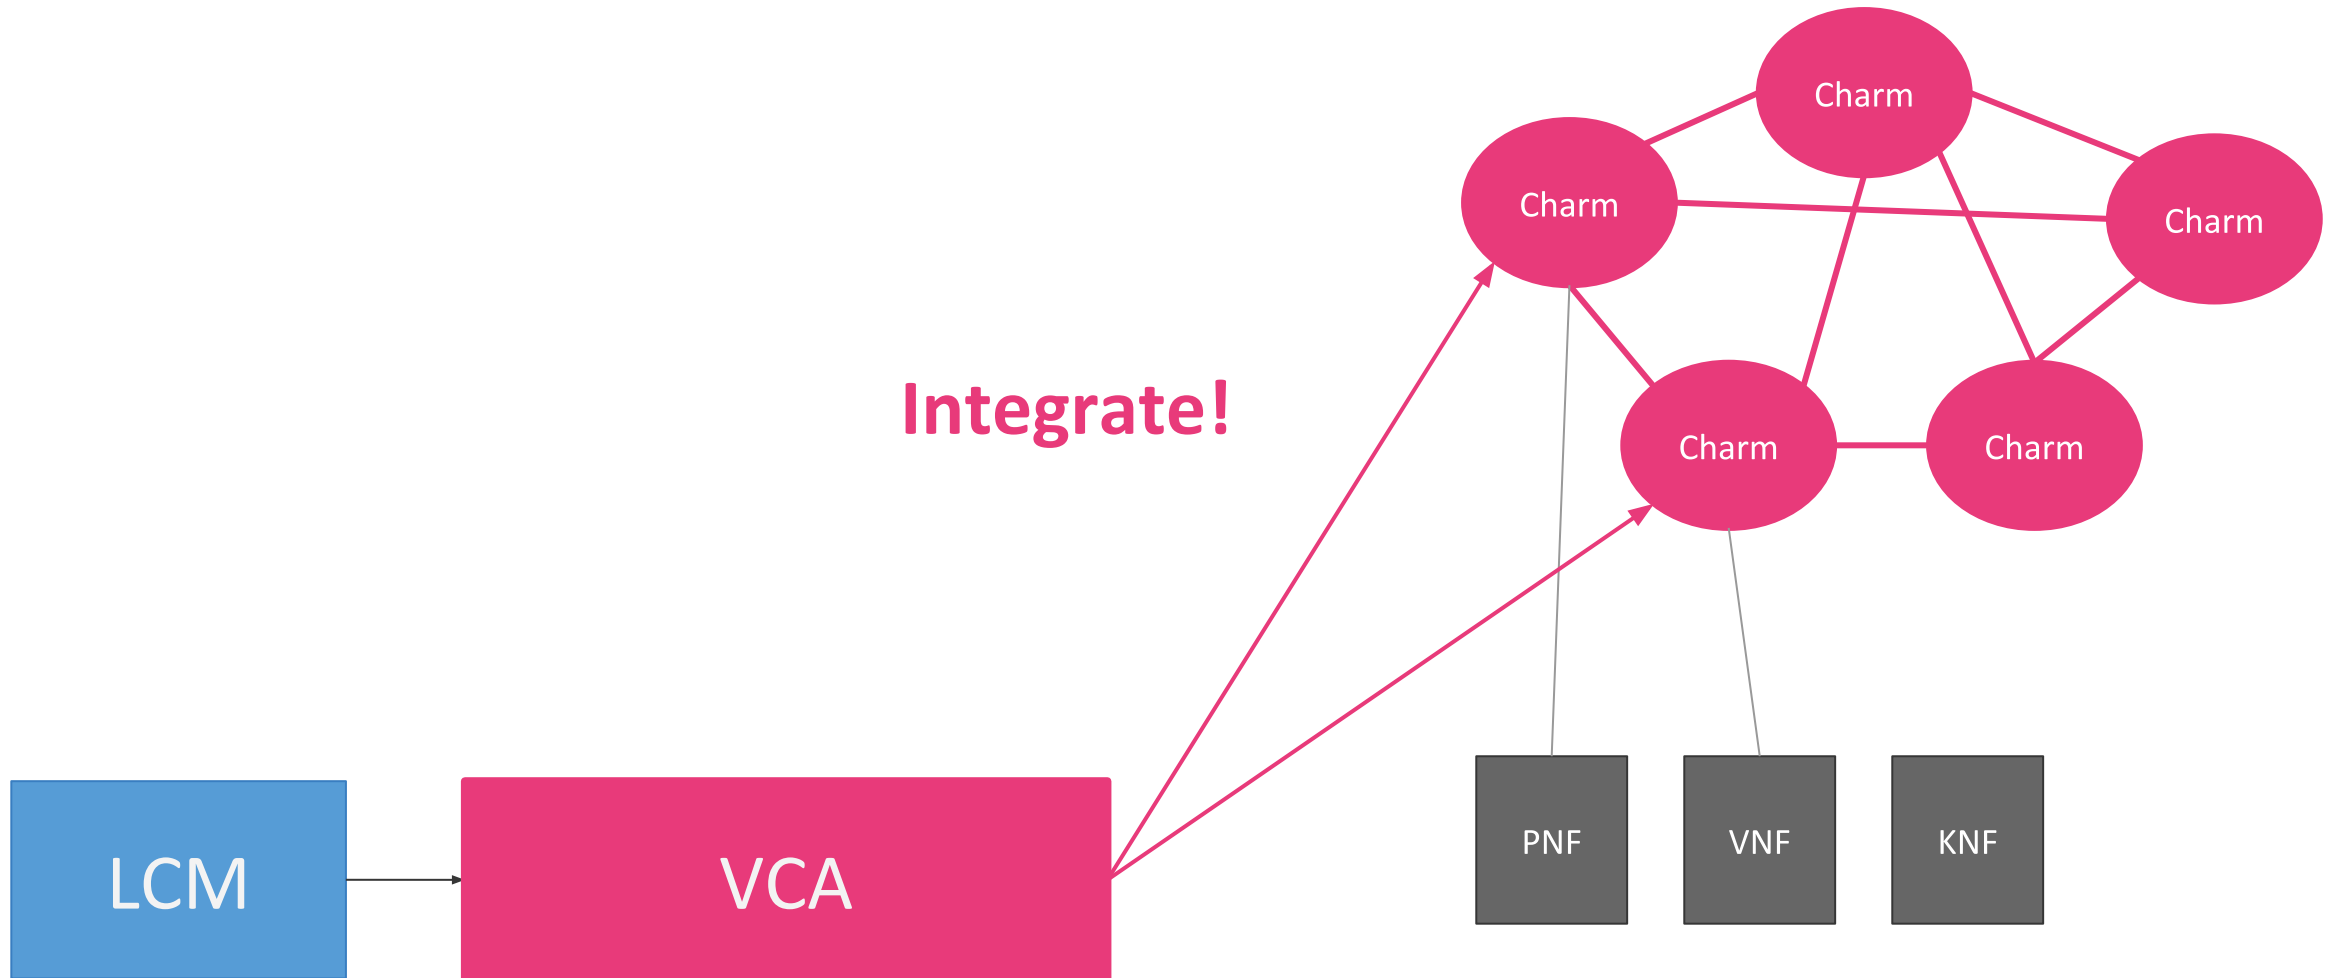 Charm
Charm
Charm
Integrate!
Charm
Charm
PNF
VNF
KNF
LCM
VCA